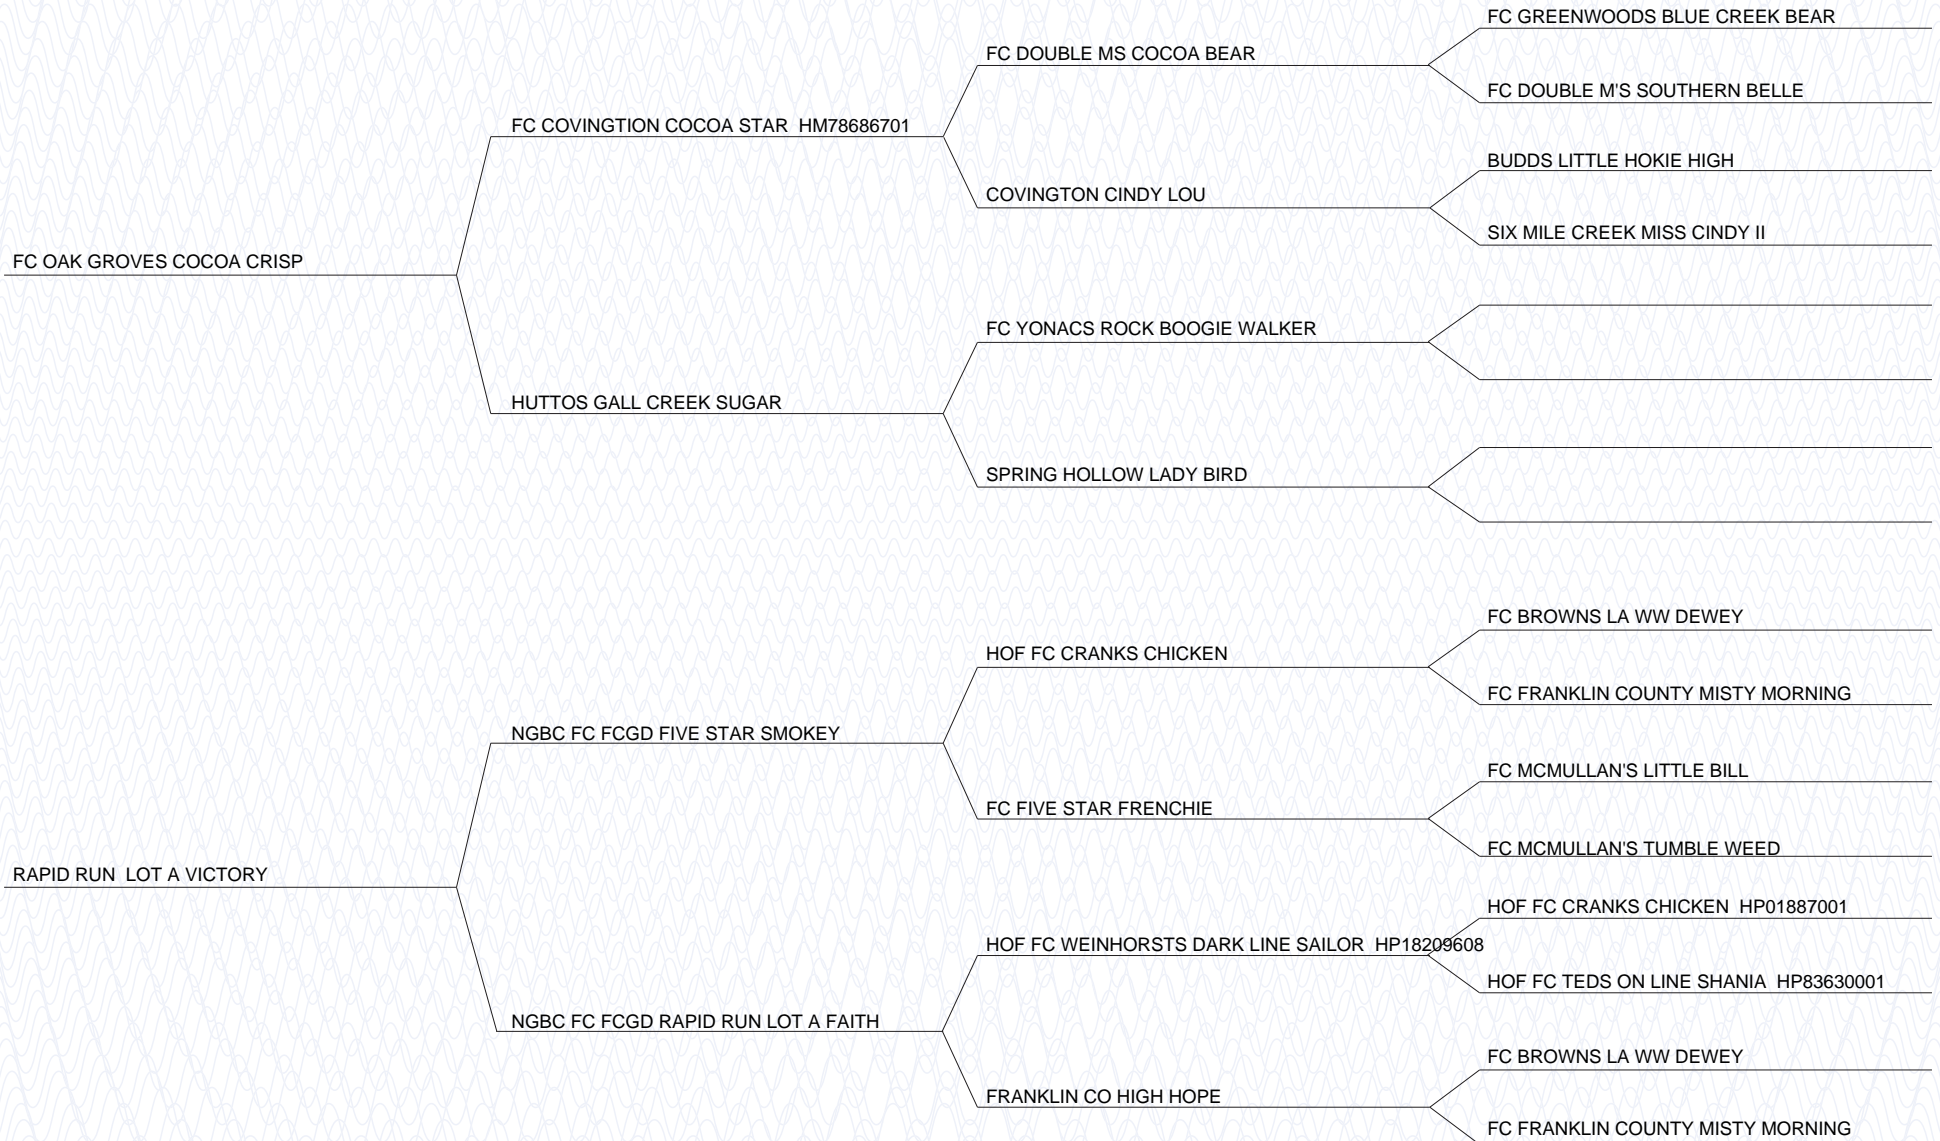 FC GREENWOODS BLUE CREEK BEAR
FC DOUBLE MS COCOA BEAR
FC DOUBLE M'S SOUTHERN BELLE
FC COVINGTION COCOA STAR  HM78686701
BUDDS LITTLE HOKIE HIGH
COVINGTON CINDY LOU
SIX MILE CREEK MISS CINDY II
FC OAK GROVES COCOA CRISP
FC YONACS ROCK BOOGIE WALKER
HUTTOS GALL CREEK SUGAR
SPRING HOLLOW LADY BIRD
FC BROWNS LA WW DEWEY
HOF FC CRANKS CHICKEN
FC FRANKLIN COUNTY MISTY MORNING
NGBC FC FCGD FIVE STAR SMOKEY
FC MCMULLAN'S LITTLE BILL
FC FIVE STAR FRENCHIE
FC MCMULLAN'S TUMBLE WEED
RAPID RUN  LOT A VICTORY
HOF FC CRANKS CHICKEN  HP01887001
HOF FC WEINHORSTS DARK LINE SAILOR  HP18209608
HOF FC TEDS ON LINE SHANIA  HP83630001
NGBC FC FCGD RAPID RUN LOT A FAITH
FC BROWNS LA WW DEWEY
FRANKLIN CO HIGH HOPE
FC FRANKLIN COUNTY MISTY MORNING